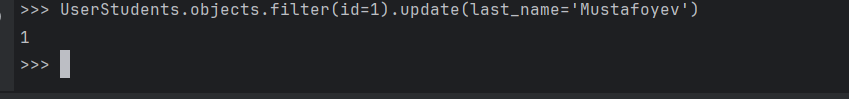 >>> UserStudents.objects.filter(id=1).update(last_name='Mustafoyev')
1
>>>